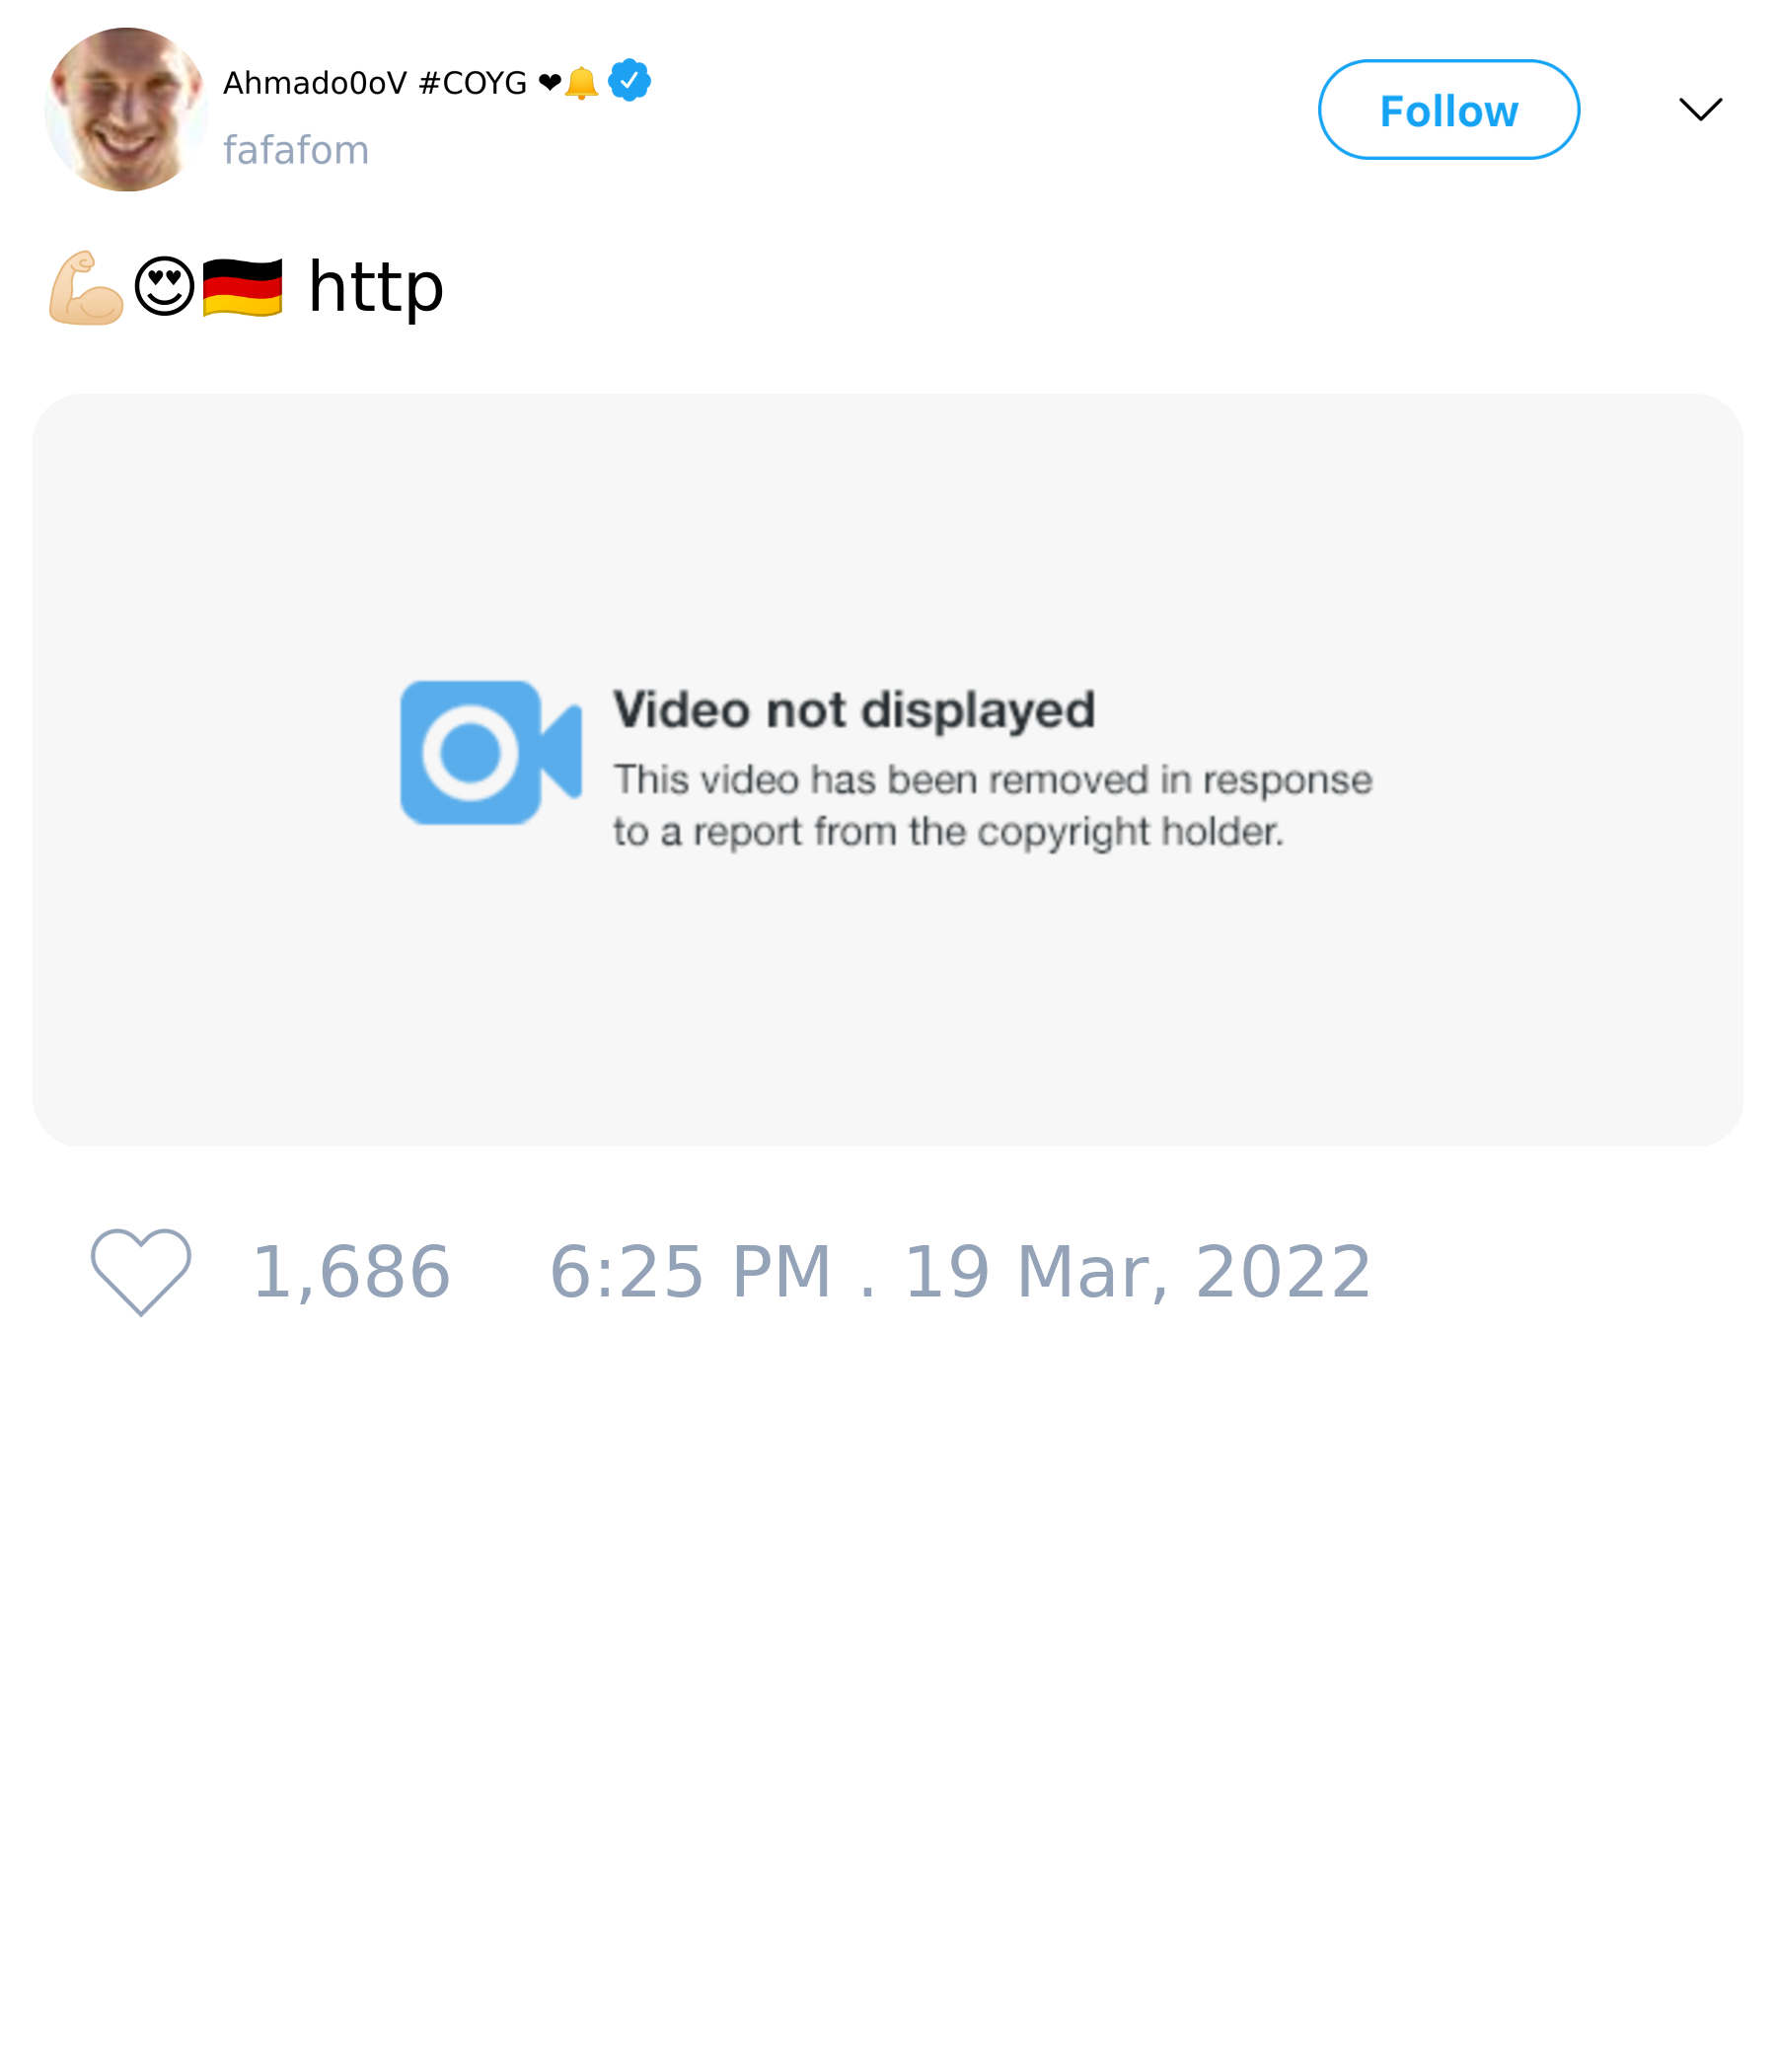 Ahmado0oV #COYG ❤🔔
Follow
fafafom
💪🏼😍🇩🇪 http
Video not displayed
This video has been removed in response
to a report from the copyright holder.
1,686 6:25 PM . 19 Mar, 2022